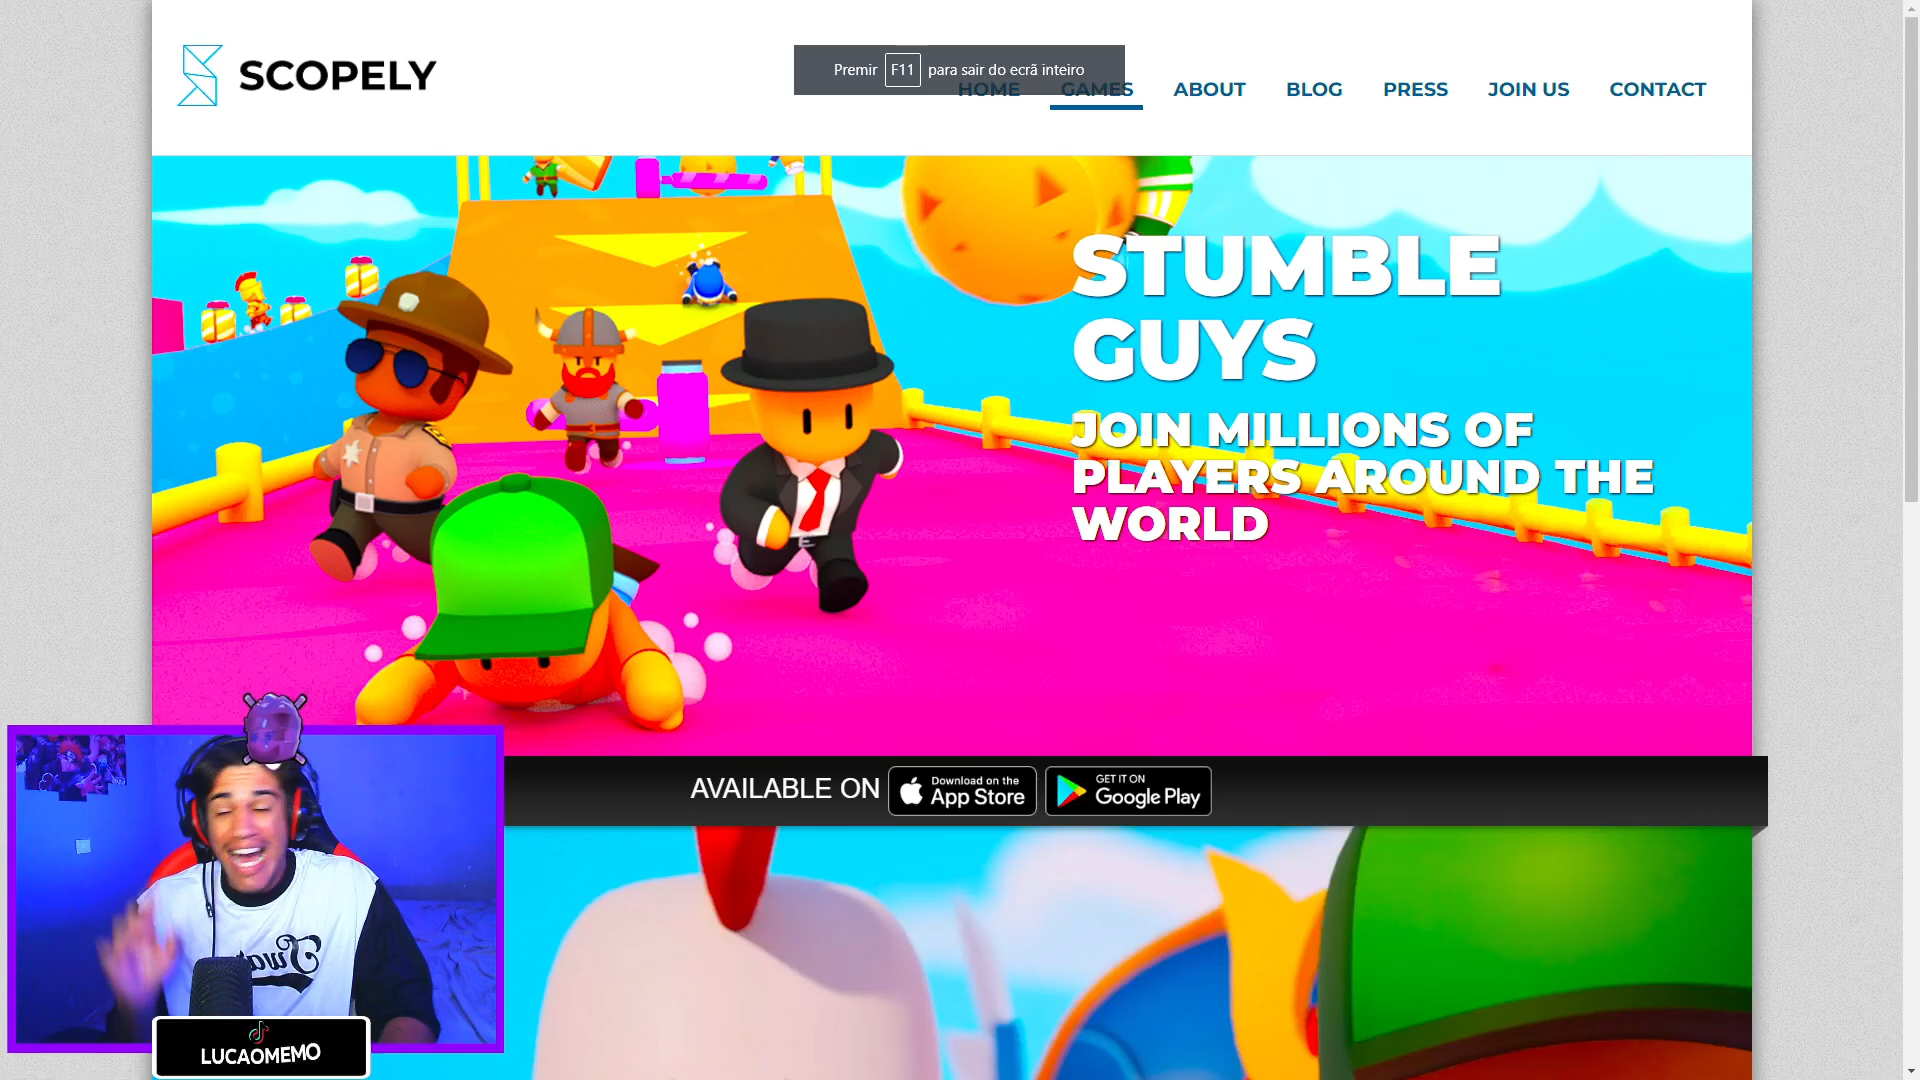 SCOPELY
Premir F11 para sair do ecrã inteiro
HOME GAMES ABOUT BLOG PRESS JOIN US CONTACT
STUMBLE
GUYS
JOIN MILLIONS OF
PLAYERS AROUND THE
WORLD
AVAILABLE ON
Download on the
App Store
GET IT ON
Google Play
LUCAOMEMO